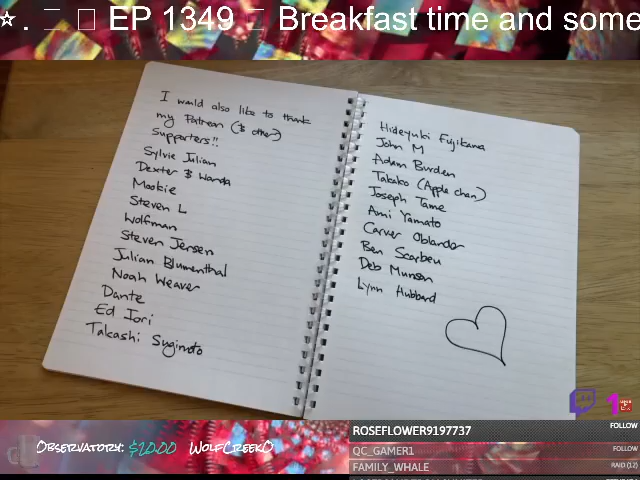 ☆. EP 1349 Breakfast time and some
I would also like to thank
my Patreon (& other)
supporters!!
Sylvie Julian
Dexter & Wanda
Mookie
Steven L
Wolfman
Steven Jersen
Julian Blumenthal
Noah Weaver
Dante
Ed Iori
Takashi Sugimoto
Hideyuki Fujikawa
John M
Adam Burden
Takako (Apple chan)
Joseph Tame
Ami Yamato
Carver Oblander
Ben Scarbeu
Deb Munson
Lynn Hubbard
OBSERVATORY: $20.00 WOLFCREEKO
ROSEFLOWER9197737 FOLLOW
QC_GAMER1 FOLLOW
FAMILY_WHALE RAID (12)